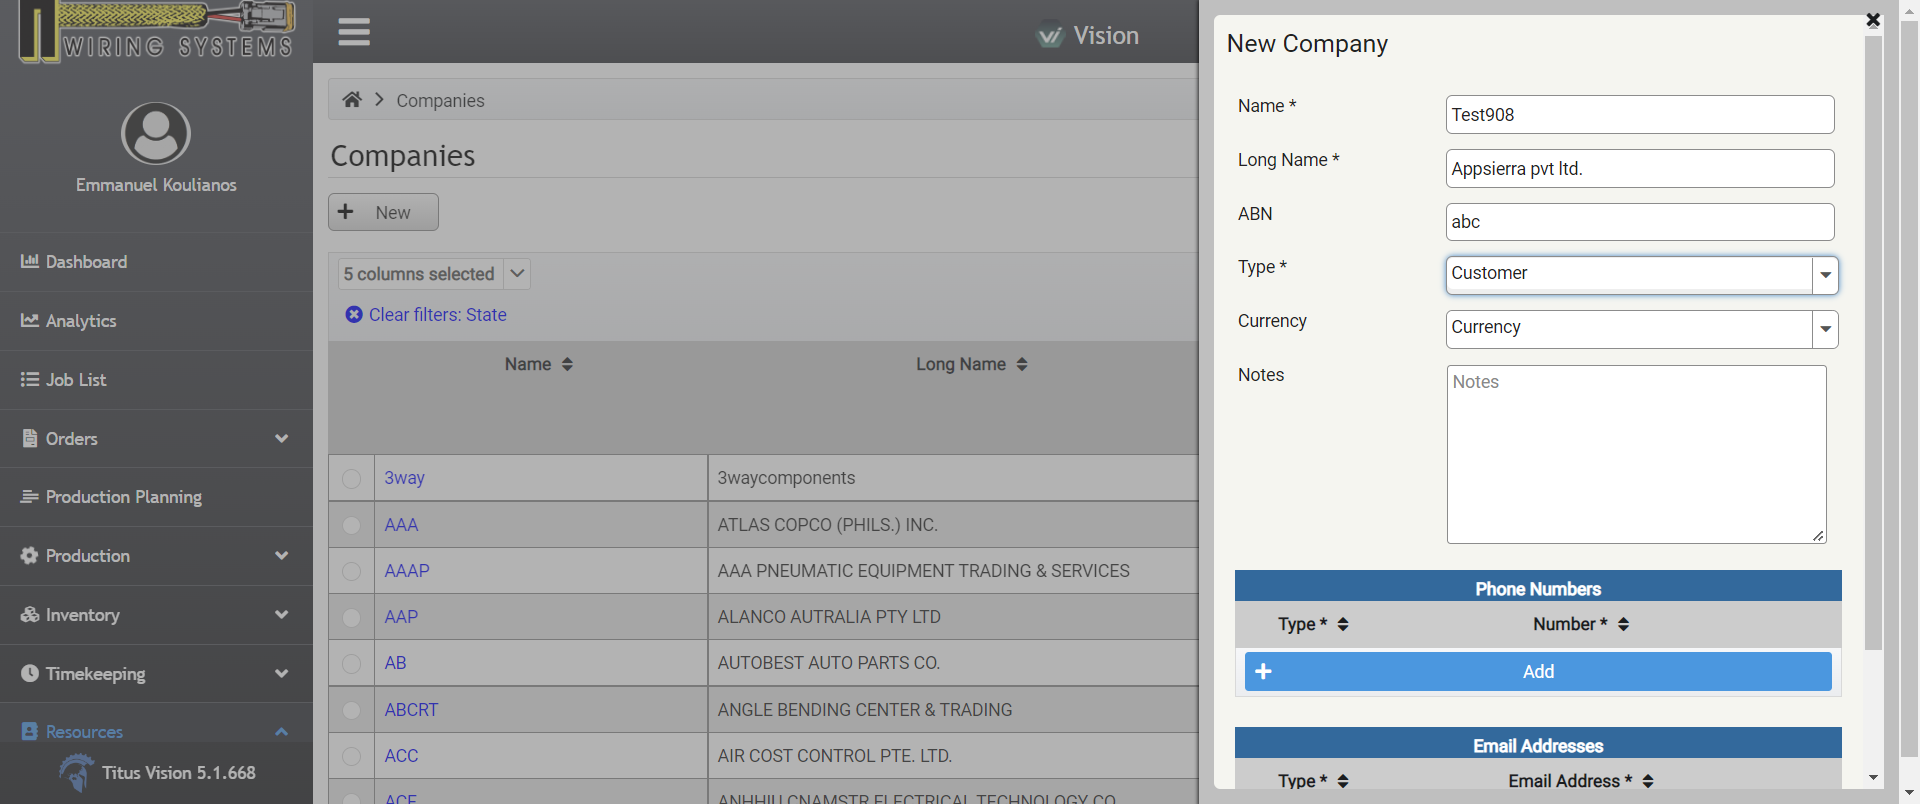 WIRING SYSTEMS
Emmanuel Koulianos
Dashboard
Analytics
Job List
Orders
Production Planning
Production
Inventory
Timekeeping
Resources
Titus Vision 5.1.668
Vision
Companies
Companies
New
5 columns selected
Clear filters: State
Name Long Name
3way 3waycomponents
AAA ATLAS COPCO (PHILS.) INC.
AAAP AAA PNEUMATIC EQUIPMENT TRADING & SERVICES
AAP ALANCO AUTRALIA PTY LTD
AB AUTOBEST AUTO PARTS CO.
ABCRT ANGLE BENDING CENTER & TRADING
ACC AIR COST CONTROL PTE. LTD.
ACE ANHHIU CNAMSTR ELECTRICAL TECHNOLOGY CO
New Company
Name * Test908
Long Name * Appsierra pvt ltd.
ABN abc
Type * Customer
Currency Currency
Notes Notes
Phone Numbers
Type * Number *
Add
Email Addresses
Type * Email Address *